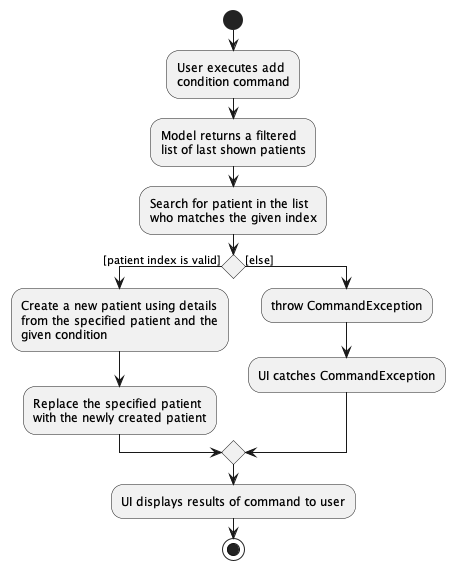 User executes add
condition command
Model returns a filtered
list of last shown patients
Search for patient in the list
who matches the given index
[patient index is valid]
[else]
Create a new patient using details
from the specified patient and the
given condition
Replace the specified patient
with the newly created patient
throw CommandException
UI catches CommandException
UI displays results of command to user